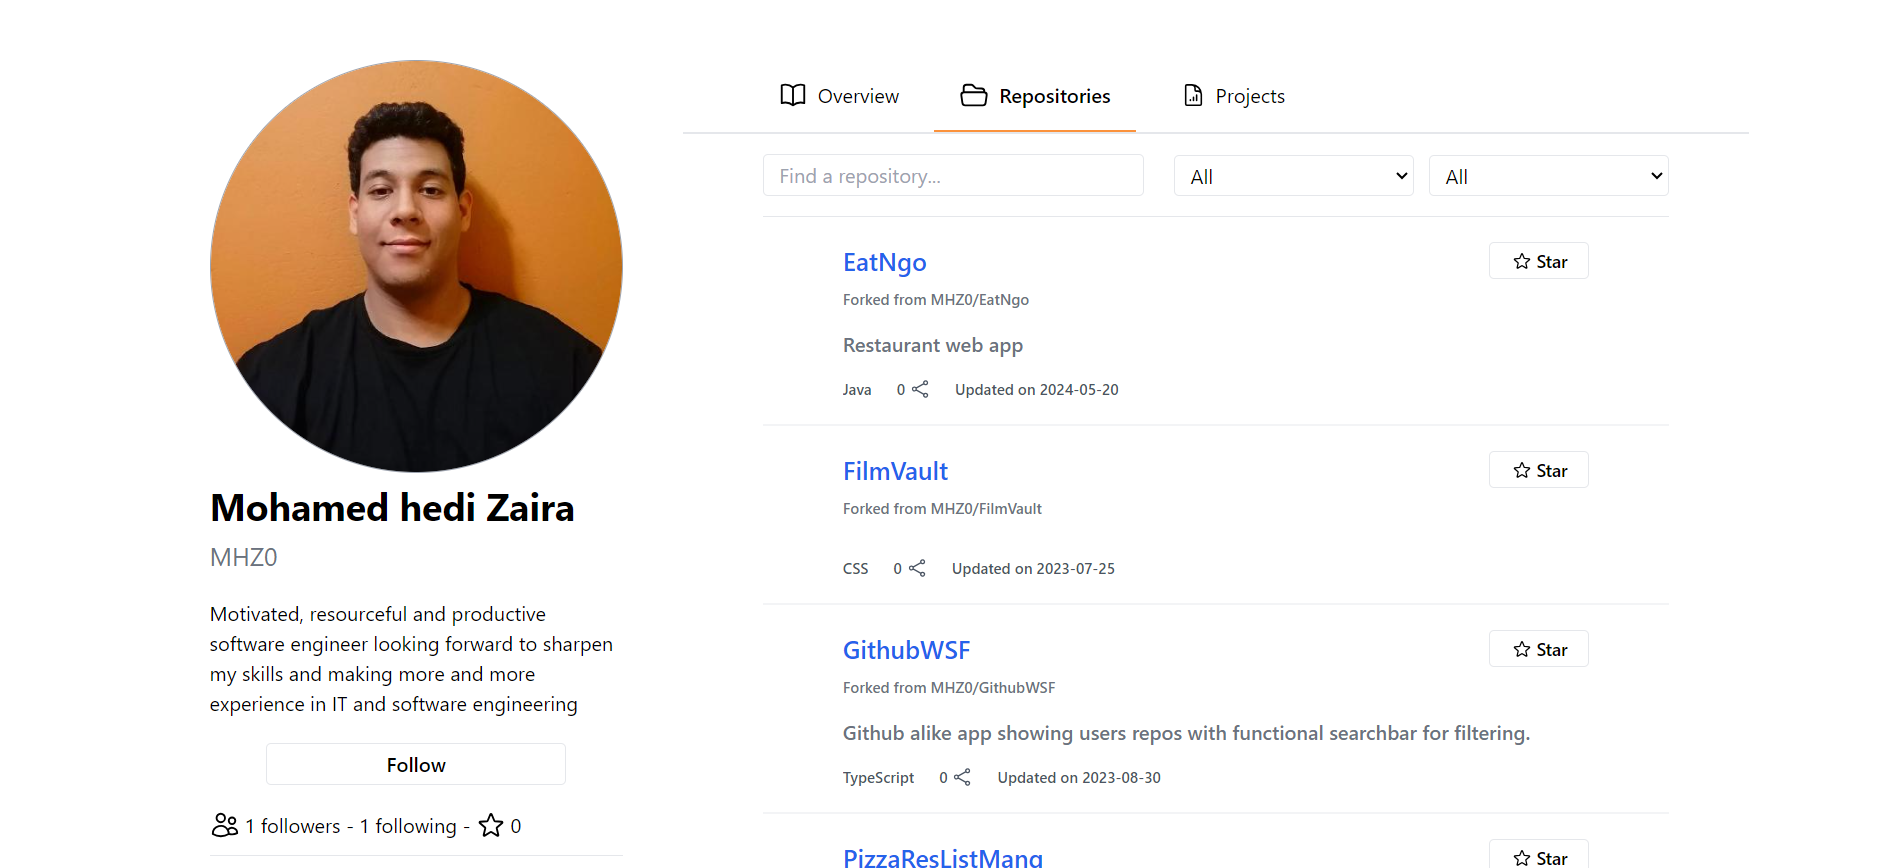 Overview
Repositories
Projects
Find a repository...
All
All
EatNgo
Star
Forked from MHZ0/EatNgo
Restaurant web app
Java 0 Updated on 2024-05-20
FilmVault
Star
Forked from MHZ0/FilmVault
CSS 0 Updated on 2023-07-25
GithubWSF
Star
Forked from MHZ0/GithubWSF
Github alike app showing users repos with functional searchbar for filtering.
TypeScript 0 Updated on 2023-08-30
PizzaResListMang
Star
Mohamed hedi Zaira
MHZ0
Motivated, resourceful and productive
software engineer looking forward to sharpen
my skills and making more and more
experience in IT and software engineering
Follow
1 followers - 1 following - 0